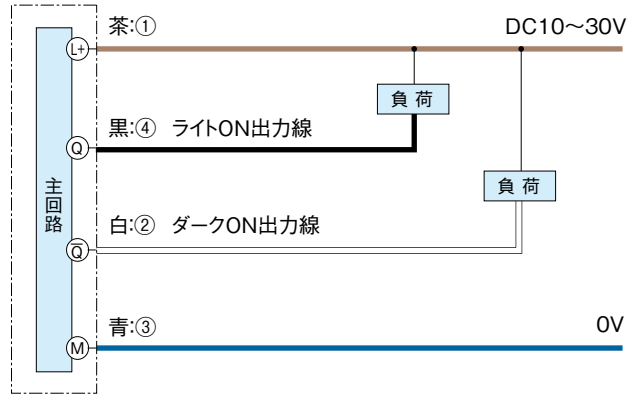 茶:① DC10～30V
L+
負荷
黒:④ ライトON出力線
Q
負荷
主回路
白:② ダークON出力線
Q̅
青:③ 0V
M